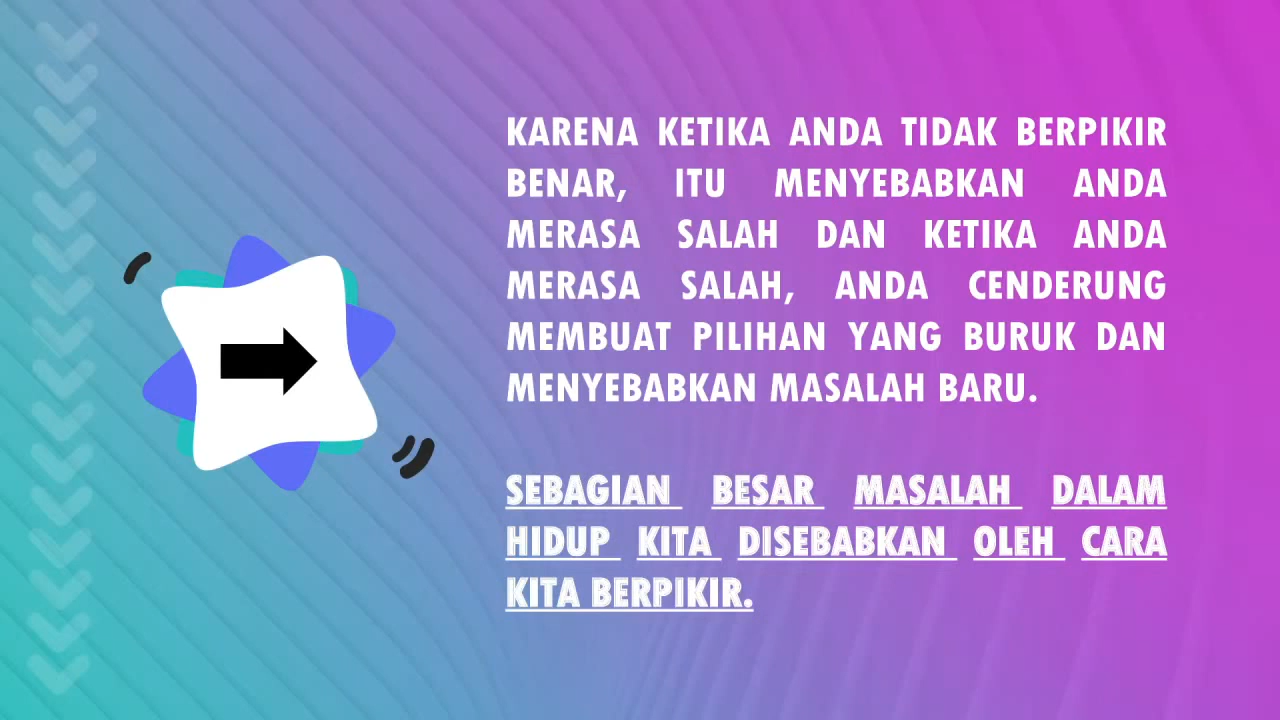 KARENA KETIKA ANDA TIDAK BERPIKIR
BENAR, ITU MENYEBABKAN ANDA
MERASA SALAH DAN KETIKA ANDA
MERASA SALAH, ANDA CENDERUNG
MEMBUAT PILIHAN YANG BURUK DAN
MENYEBABKAN MASALAH BARU.
SEBAGIAN BESAR MASALAH DALAM
HIDUP KITA DISEBABKAN OLEH CARA
KITA BERPIKIR.